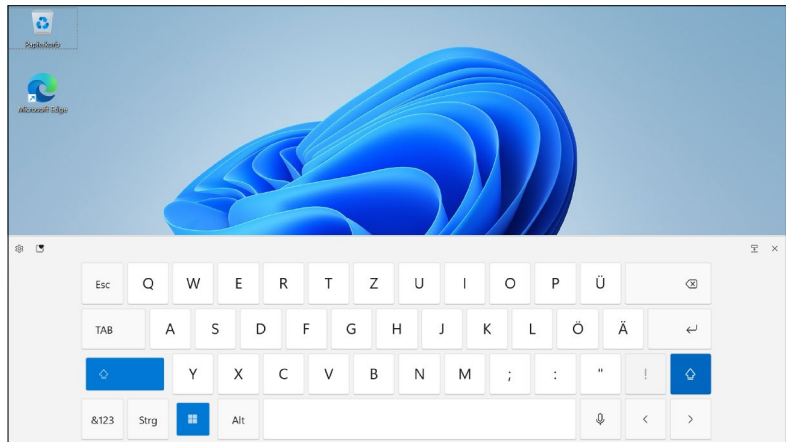 Papierkorb
Microsoft Edge
Esc Q W E R T Z U I O P Ü
TAB A S D F G H J K L Ö Ä
Y X C V B N M ; : " !
&123 Strg Alt < >